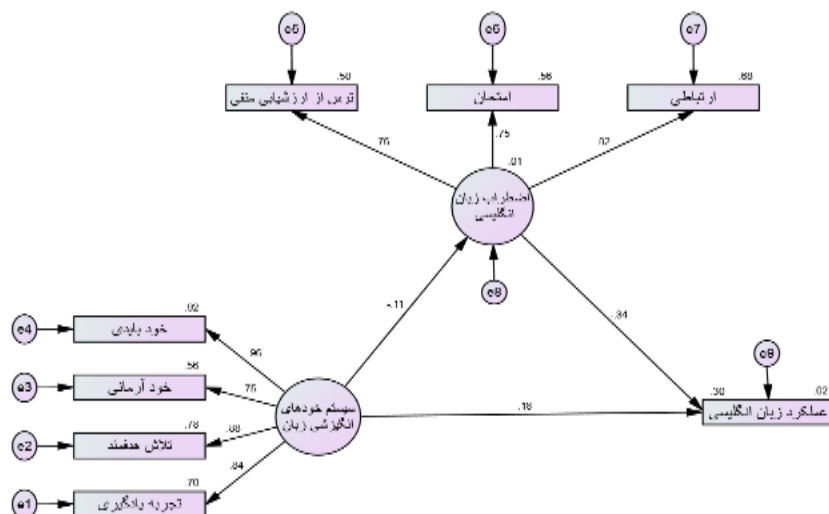 e5
e6
e7
.58
.56
.68
ترس از ارزشیابی منفی
امتحان
ارتباطی
.76
.75
.82
.01
اضطراب زبان
انگلیسی
e8
-.11
-.34
.92
e4
خود بایدی
.96
.56
e3
خود آرمانی
.75
e9
.30
.02
سیستم خودهای
انگیزشی زبان
.18
عملکرد زبان انگلیسی
.78
.88
e2
تلاش هدفمند
.84
.70
e1
تجربه یادگیری